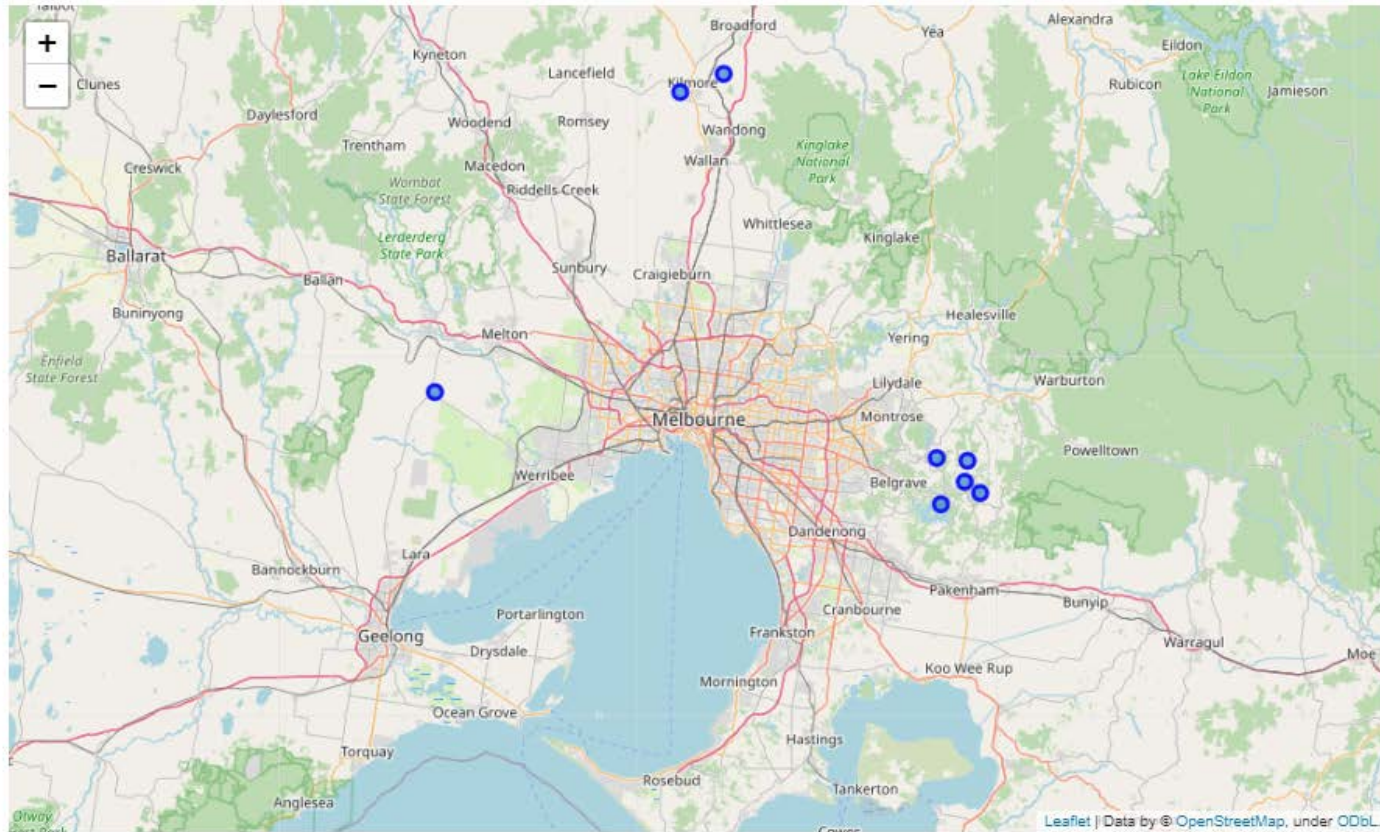 Talbot
Broadford
Alexandra
+
Yea
Kyneton
Eildon
Lancefield
Kilmore
Lake Eildon
National
Park
−
Clunes
Rubicon
Jamieson
Daylesford
Woodend
Romsey
Wandong
Trentham
Kinglake
National
Park
Creswick
Macedon
Wallan
Wombat
State Forest
Riddells Creek
Whittlesea
Lerderderg
State Park
Kinglake
Ballarat
Sunbury
Craigieburn
Ballan
Buninyong
Healesville
Melton
Yering
Enfield
State Forest
Lilydale
Warburton
Montrose
Melbourne
Powelltown
Werribee
Belgrave
Dandenong
Lara
Bannockburn
Pakenham
Bunyip
Portarlington
Cranbourne
Geelong
Frankston
Warragul
Drysdale
Moe
Koo Wee Rup
Mornington
Ocean Grove
Hastings
Torquay
Rosebud
Tankerton
Anglesea
Otway
Cowes
Leaflet | Data by © OpenStreetMap, under ODbL.